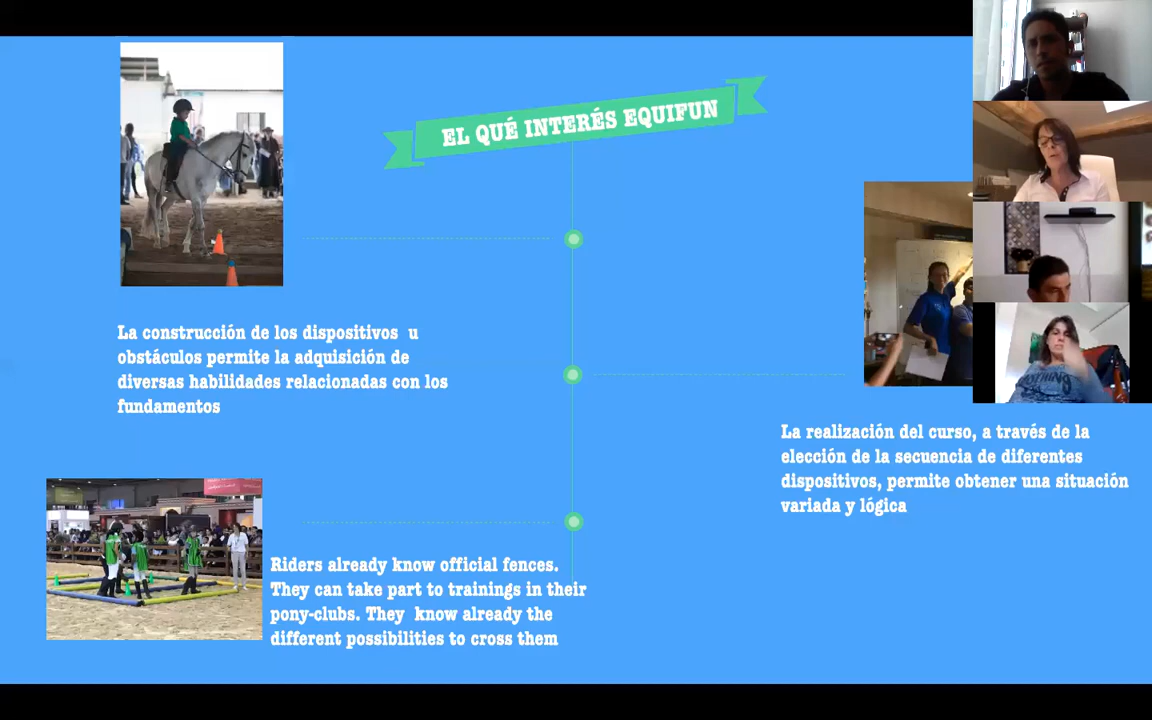 EL QUÉ INTERÉS EQUIFUN
La construcción de los dispositivos u
obstáculos permite la adquisición de
diversas habilidades relacionadas con los
fundamentos
La realización del curso, a través de la
elección de la secuencia de diferentes
dispositivos, permite obtener una situación
variada y lógica
Riders already know official fences.
They can take part to trainings in their
pony-clubs. They know already the
different possibilities to cross them